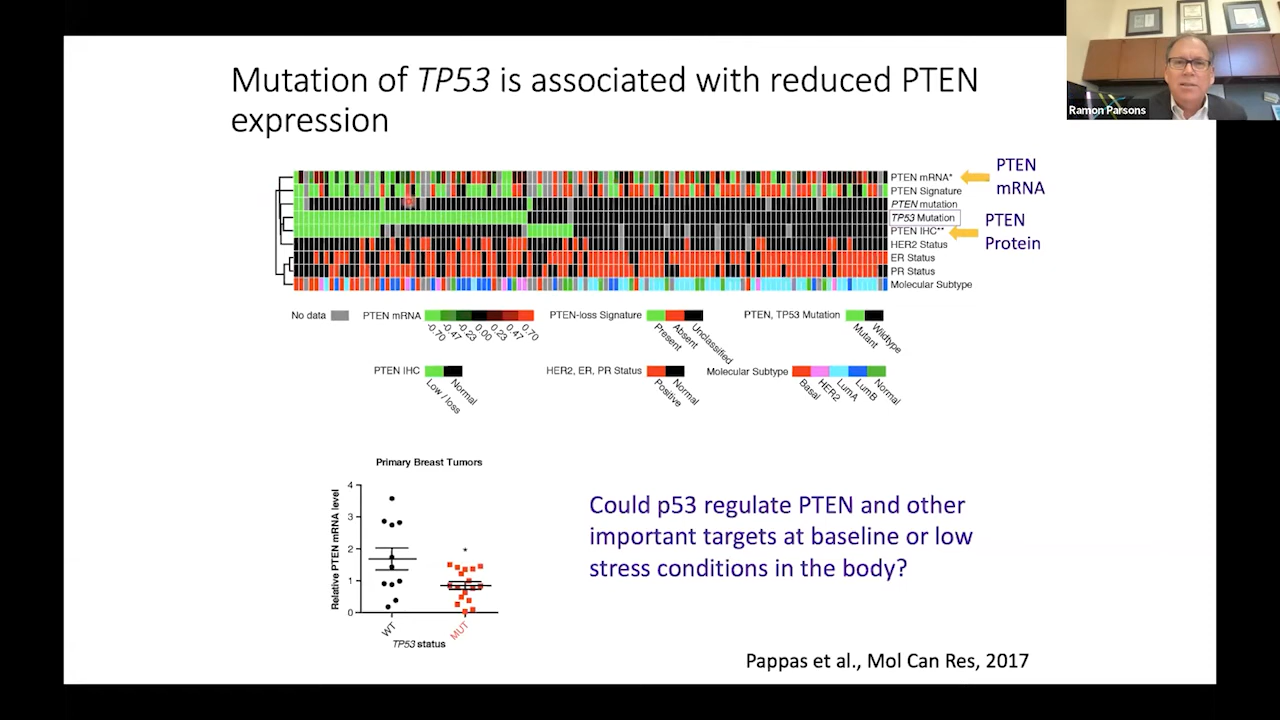 Mutation of TP53 is associated with reduced PTEN
expression
Ramon Parsons
PTEN mRNA*
PTEN Signature
PTEN mutation
TP53 Mutation
PTEN IHC**
HER2 Status
ER Status
PR Status
Molecular Subtype
PTEN
mRNA
PTEN
Protein
No data
PTEN mRNA
-0.70
-0.47
-0.23
0.00
0.23
0.47
0.70
PTEN-loss Signature
Present
Absent
Unclassified
PTEN, TP53 Mutation
Mutant
Wildtype
PTEN IHC
Low / loss
Normal
HER2, ER, PR Status
Positive
Normal
Molecular Subtype
Basal
HER2
LumA
LumB
Normal
Primary Breast Tumors
Relative PTEN mRNA level
4
3
2
1
0
*
WT
MUT
TP53 status
Could p53 regulate PTEN and other
important targets at baseline or low
stress conditions in the body?
Pappas et al., Mol Can Res, 2017